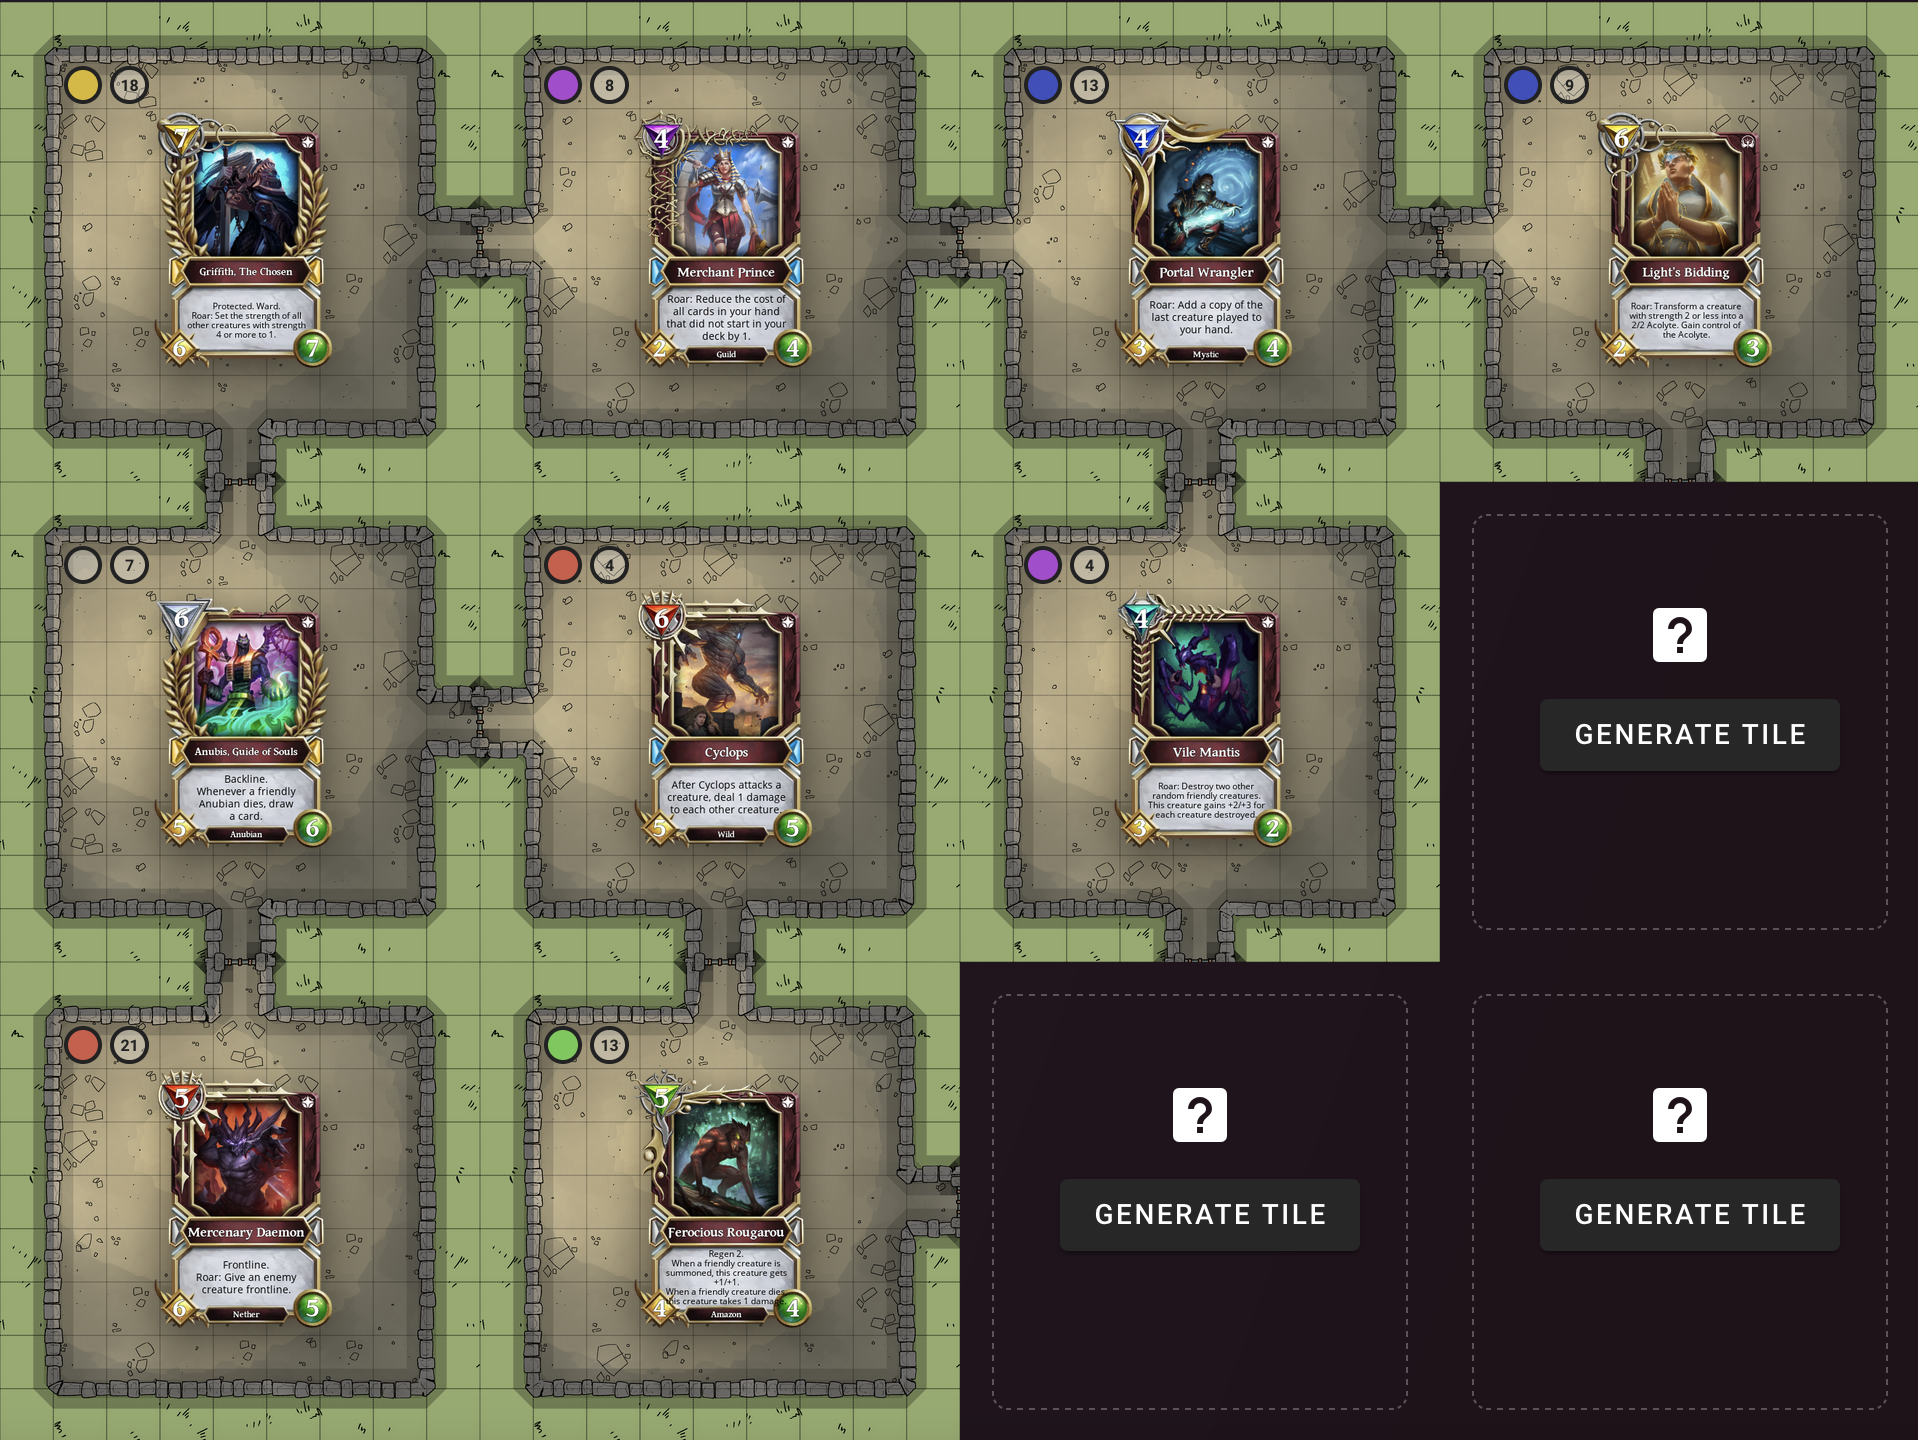 18
7
Griffith, The Chosen
Protected. Ward.
Roar: Set the strength of all
other creatures with strength
4 or more to 1.
6
7
8
4
Merchant Prince
Roar: Reduce the cost of
all cards in your hand
that did not start in your
deck by 1.
2
Guild
4
13
4
Portal Wrangler
Roar: Add a copy of the
last creature played to
your hand.
3
Mystic
4
9
6
Light's Bidding
Roar: Transform a creature
with strength 2 or less into a
2/2 Acolyte. Gain control of
the Acolyte.
2
3
7
6
Anubis, Guide of Souls
Backline.
Whenever a friendly
Anubian dies, draw
a card.
5
Anubian
6
4
6
Cyclops
After Cyclops attacks a
creature, deal 1 damage
to each other creature.
5
Wild
5
4
4
Vile Mantis
Roar: Destroy two other
random friendly creatures.
This creature gains +2/+3 for
each creature destroyed.
3
2
?
GENERATE TILE
21
5
Mercenary Daemon
Frontline.
Roar: Give an enemy
creature frontline.
6
Nether
5
13
5
Ferocious Rougarou
Regen 2.
When a friendly creature is
summoned, this creature gets
+1/+1.
When a friendly creature dies,
this creature takes 1 damage.
4
Amazon
4
?
GENERATE TILE
?
GENERATE TILE